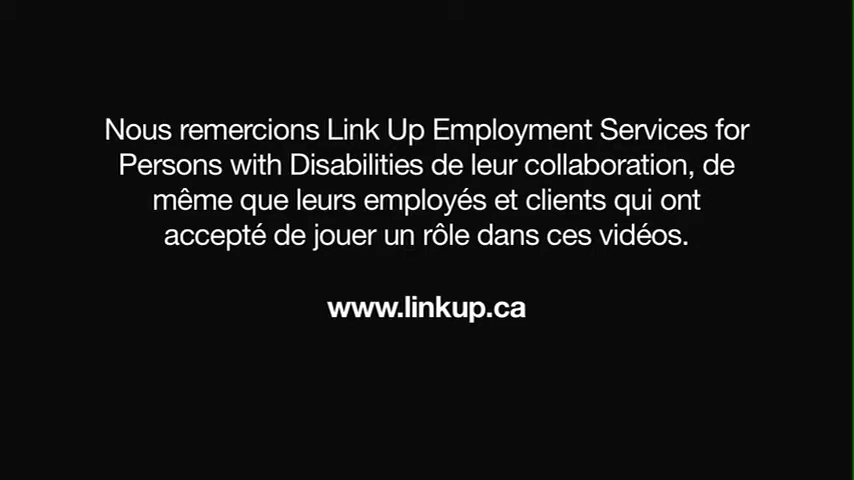 Nous remercions Link Up Employment Services for
Persons with Disabilities de leur collaboration, de
même que leurs employés et clients qui ont
accepté de jouer un rôle dans ces vidéos.
www.linkup.ca